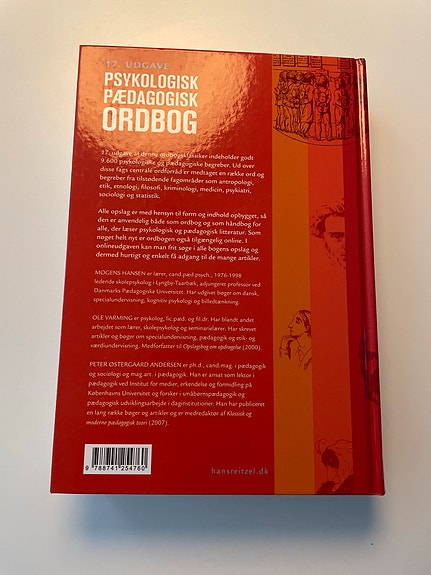 17. UDGAVE
PSYKOLOGISK
PÆDAGOGISK
ORDBOG
17. udgave af denne ordbogsklassiker indeholder godt
9.600 psykologiske og pædagogiske begreber. Ud over
disse fags centrale ordforråd er medtaget en række ord og
begreber fra tilstødende fagområder som antropologi,
etik, etnologi, filosofi, kriminologi, medicin, psykiatri,
sociologi og statistik.
Alle opslag er med hensyn til form og indhold opbygget, så
den er anvendelig både som ordbog og som håndbog for
alle, der læser psykologisk og pædagogisk litteratur. Som
noget helt nyt er ordbogen også tilgængelig online. I
onlineudgaven kan man frit søge i alle bogens opslag og
dermed hurtigt og enkelt få adgang til de mange artikler.
MOGENS HANSEN er lærer, cand.pæd.psych., 1976-1998
ledende skolepsykolog i Lyngby-Taarbæk, adjungeret professor ved
Danmarks Pædagogiske Universitet. Har udgivet bøger om dansk,
specialundervisning, kognitiv psykologi og billedtænkning.
OLE VARMING er psykolog, lic.pæd. og fil.dr. Har blandt andet
arbejdet som lærer, skolepsykolog og seminarielærer. Har skrevet
artikler og bøger om specialundervisning, pædagogik og etik- og
værdiundervisning. Medforfatter til Opslagsbog om opdragelse (2000).
PETER ØSTERGAARD ANDERSEN er ph.d., cand.mag. i pædagogik
og sociologi og mag.art. i pædagogik. Han er ansat som lektor i
pædagogik ved Institut for medier, erkendelse og formidling på
Københavns Universitet og forsker i småbørnspædagogik og
pædagogisk udviklingsarbejde i daginstitutioner. Han har publiceret
en lang række bøger og artikler og er medredaktør af Klassisk og
moderne pædagogisk teori (2007).
9 788741 254760
hansreitzel.dk